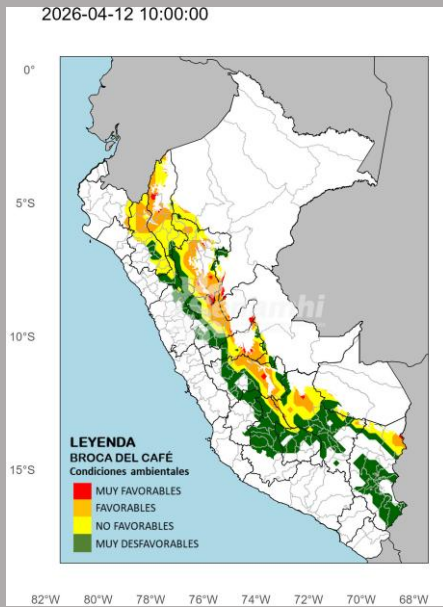 2026-04-12 10:00:00
0°
5°S
10°S
15°S
senamhi
LEYENDA
BROCA DEL CAFÉ
Condiciones ambientales
MUY FAVORABLES
FAVORABLES
NO FAVORABLES
MUY DESFAVORABLES
82°W 80°W 78°W 76°W 74°W 72°W 70°W 68°W